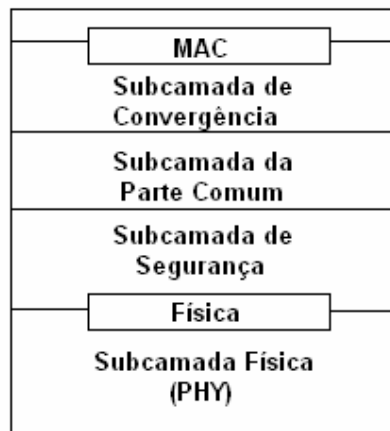 MAC
Subcamada de
Convergência
Subcamada da
Parte Comum
Subcamada de
Segurança
Física
Subcamada Física
(PHY)